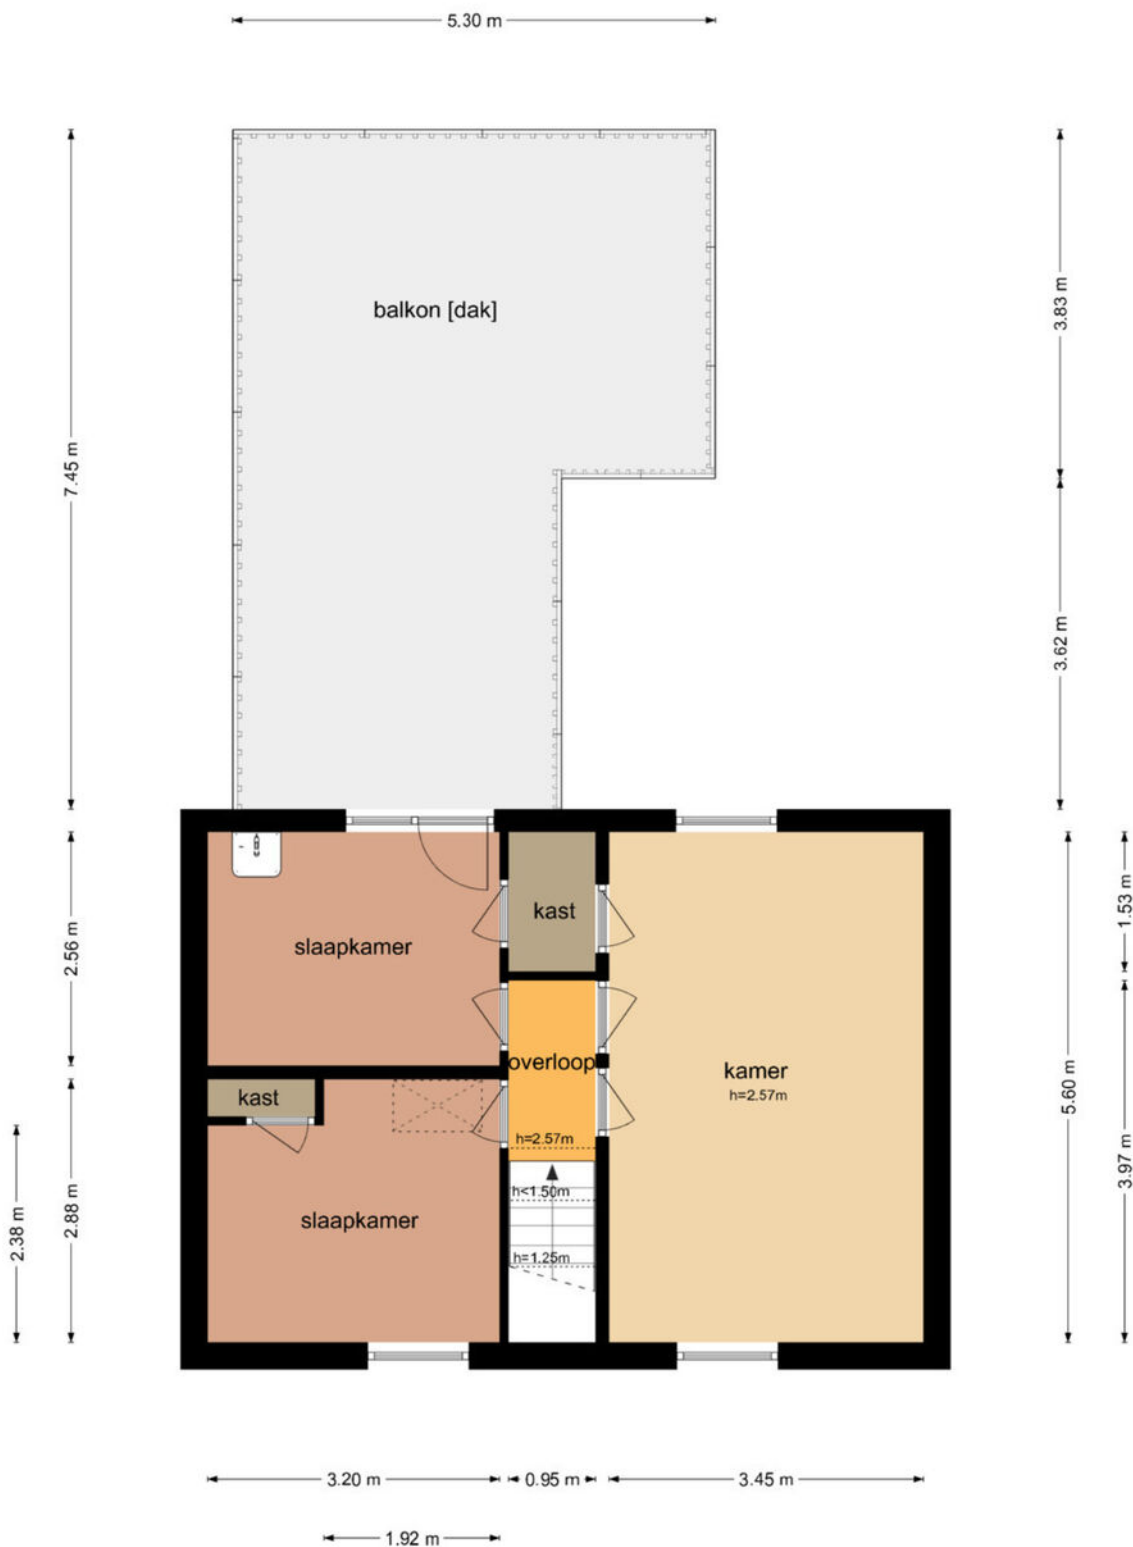 5.30 m
balkon [dak]
7.45 m
3.83 m
3.62 m
kast
slaapkamer
2.56 m
1.53 m
overloop
kamer
h=2.57m
5.60 m
kast
h=2.57m
h<1.50m
slaapkamer
h=1.25m
2.38 m
2.88 m
3.97 m
3.20 m
0.95 m
3.45 m
1.92 m